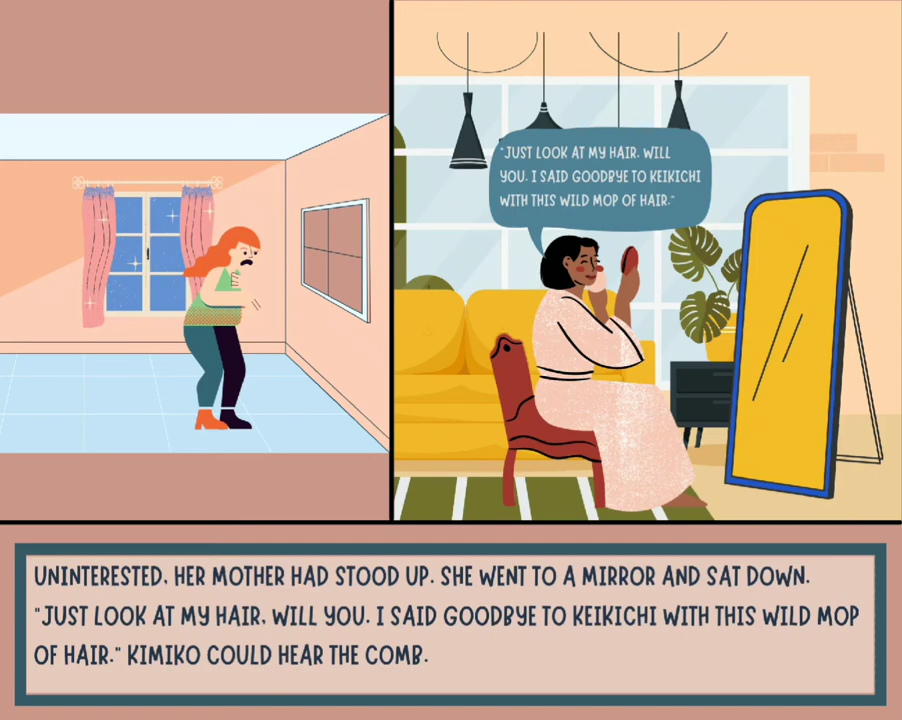 "JUST LOOK AT MY HAIR, WILL
YOU. I SAID GOODBYE TO KEIKICHI
WITH THIS WILD MOP OF HAIR."
UNINTERESTED, HER MOTHER HAD STOOD UP. SHE WENT TO A MIRROR AND SAT DOWN.
"JUST LOOK AT MY HAIR, WILL YOU. I SAID GOODBYE TO KEIKICHI WITH THIS WILD MOP
OF HAIR." KIMIKO COULD HEAR THE COMB.